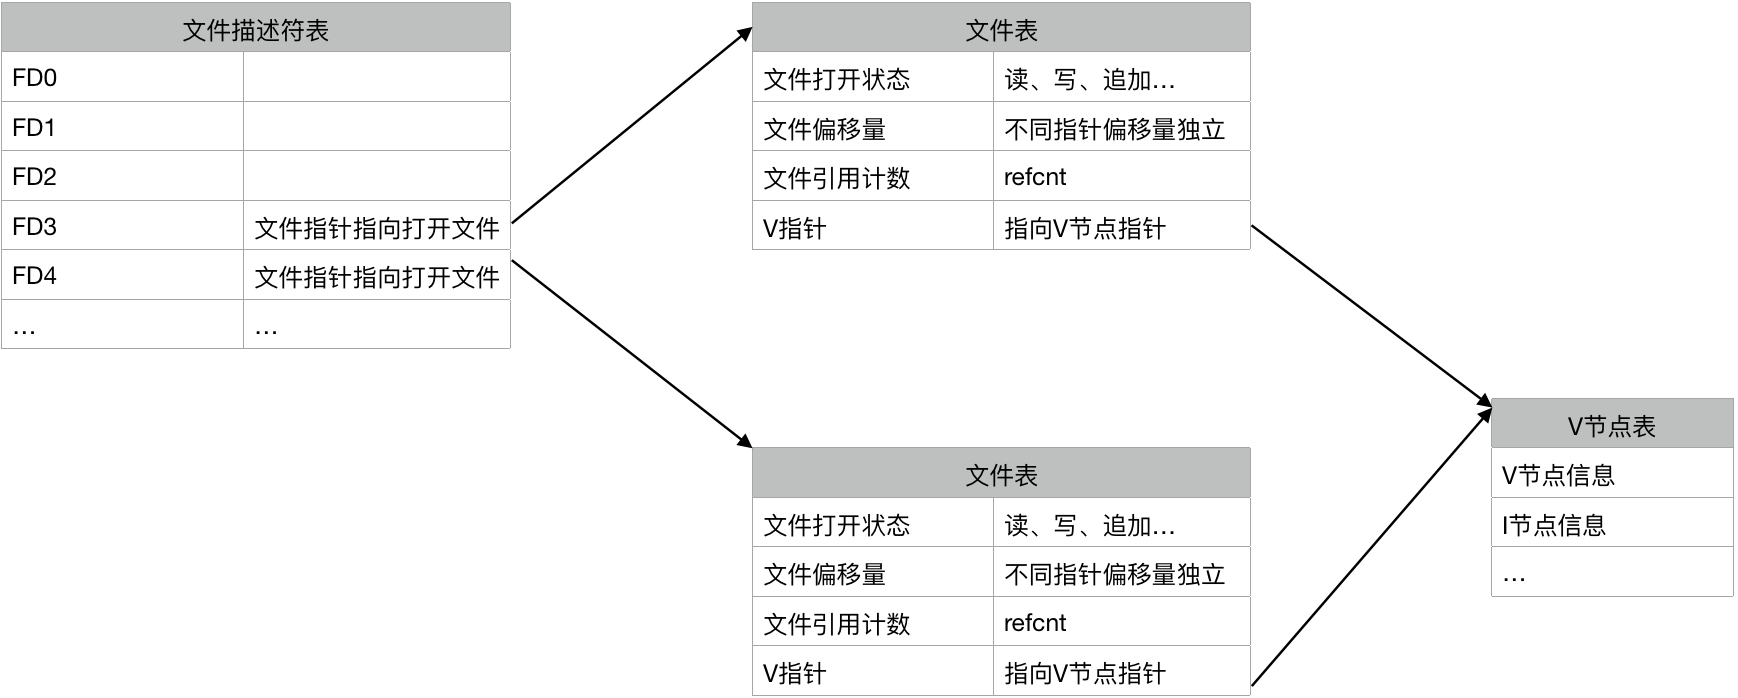 文件描述符表
FD0
FD1
FD2
FD3 文件指针指向打开文件
FD4 文件指针指向打开文件
... ...
文件表
文件打开状态 读、写、追加...
文件偏移量 不同指针偏移量独立
文件引用计数 refcnt
V指针 指向V节点指针
文件表
文件打开状态 读、写、追加...
文件偏移量 不同指针偏移量独立
文件引用计数 refcnt
V指针 指向V节点指针
V节点表
V节点信息
I节点信息
...